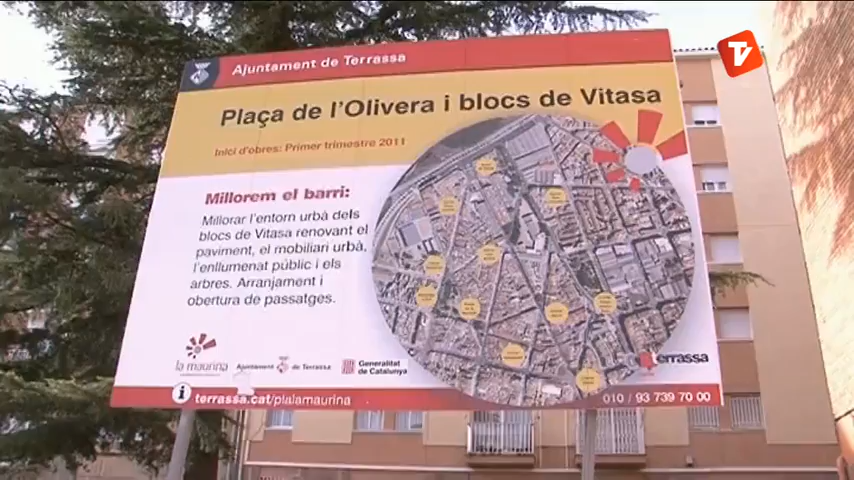 TV
Ajuntament de Terrassa
Plaça de l'Olivera i blocs de Vitasa
Inici d'obres: Primer trimestre 2011
Millorem el barri:
Millorar l'entorn urbà dels
blocs de Vitasa renovant el
paviment, el mobiliari urbà,
l'enllumenat públic i els
arbres. Arranjament i
obertura de passatges.
la maurina
Ajuntament de Terrassa
Generalitat
de Catalunya
terrassa
i terrassa.cat/plalamaurina
010 / 93 739 70 00